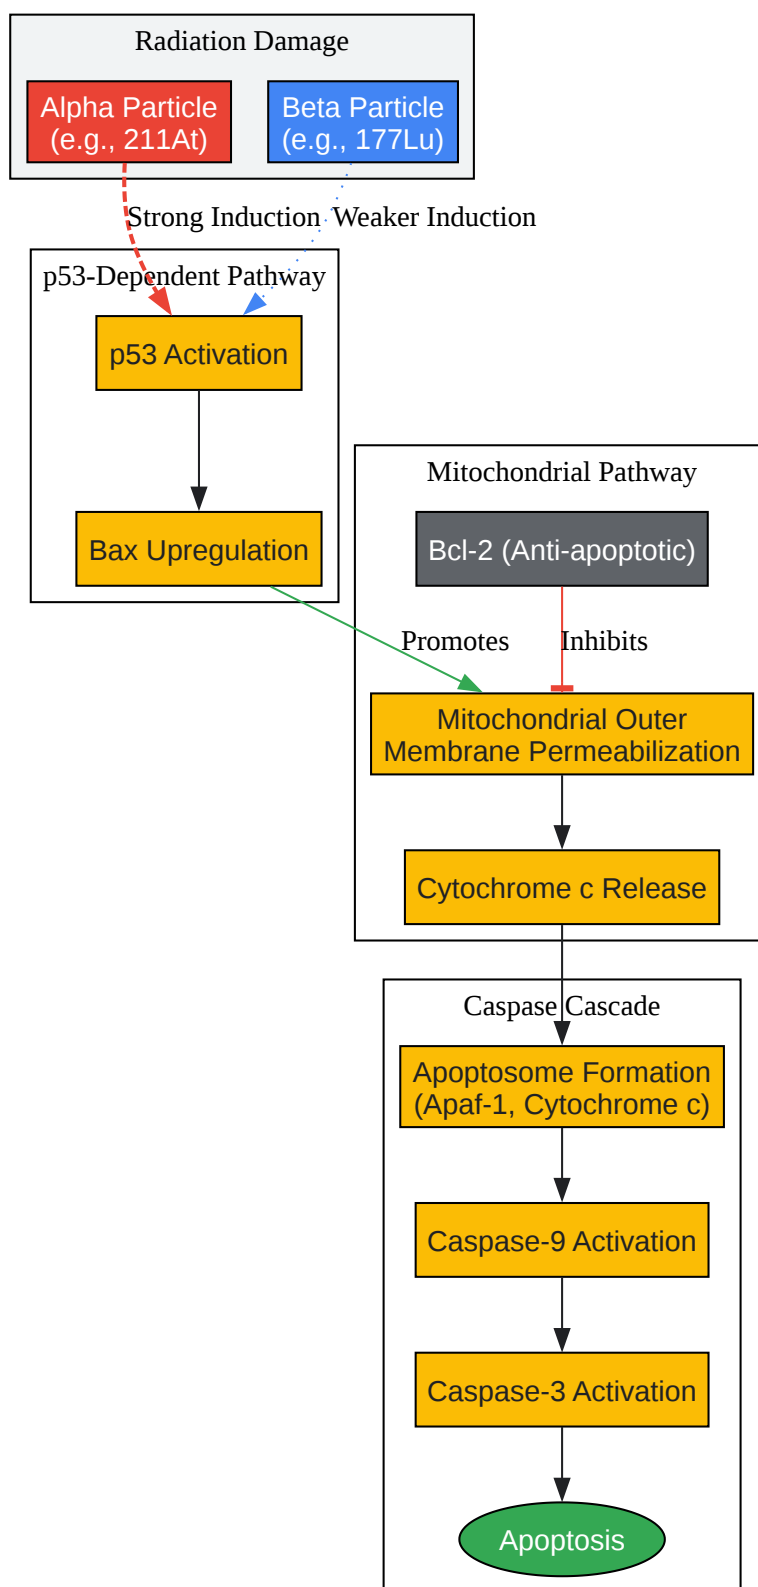 Radiation Damage
Alpha Particle
(e.g., 211At)
Beta Particle
(e.g., 177Lu)
Strong Induction
Weaker Induction
p53-Dependent Pathway
p53 Activation
Bax Upregulation
Mitochondrial Pathway
Bcl-2 (Anti-apoptotic)
Promotes
Inhibits
Mitochondrial Outer
Membrane Permeabilization
Cytochrome c Release
Caspase Cascade
Apoptosome Formation
(Apaf-1, Cytochrome c)
Caspase-9 Activation
Caspase-3 Activation
Apoptosis